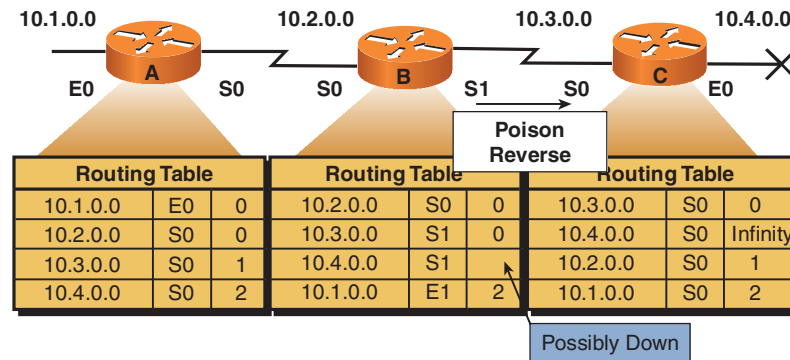 10.1.0.0 10.2.0.0 10.3.0.0 10.4.0.0
A B C
E0 S0 S0 S1 S0 E0
Poison
Reverse
Routing Table
10.1.0.0 E0 0
10.2.0.0 S0 0
10.3.0.0 S0 1
10.4.0.0 S0 2
Routing Table
10.2.0.0 S0 0
10.3.0.0 S1 0
10.4.0.0 S1
10.1.0.0 E1 2
Routing Table
10.3.0.0 S0 0
10.4.0.0 S0 Infinity
10.2.0.0 S0 1
10.1.0.0 S0 2
Possibly Down